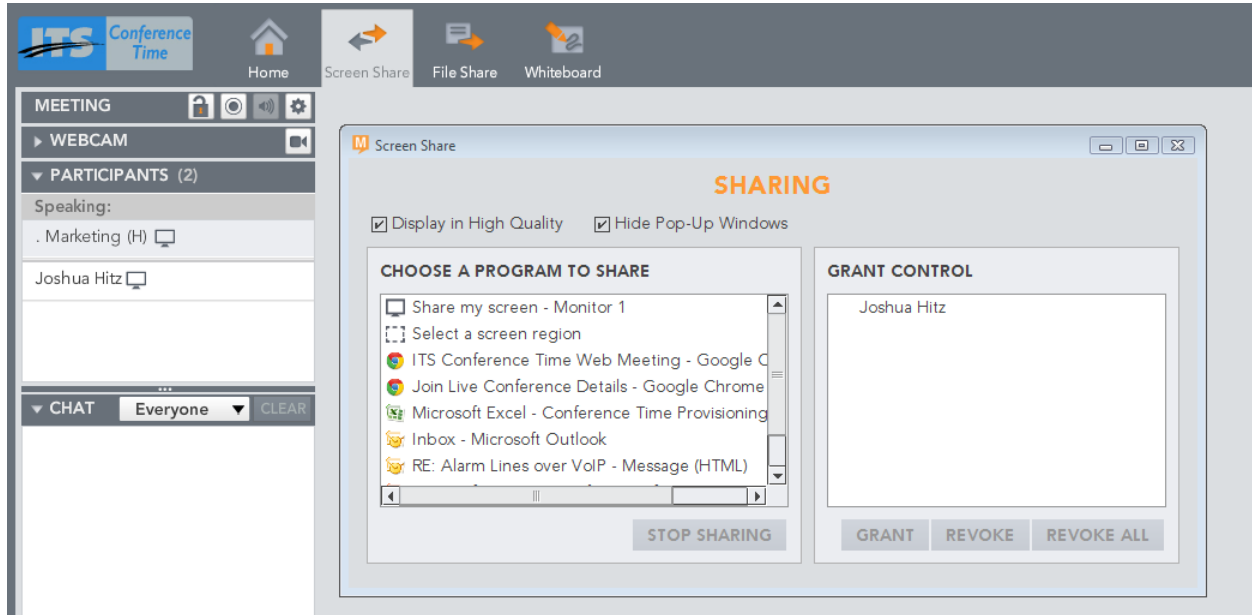 ITS Conference Time
Home
Screen Share
File Share
Whiteboard
MEETING
WEBCAM
PARTICIPANTS (2)
Speaking:
. Marketing (H)
Joshua Hitz
CHAT Everyone CLEAR
Screen Share
SHARING
Display in High Quality Hide Pop-Up Windows
CHOOSE A PROGRAM TO SHARE
Share my screen - Monitor 1
Select a screen region
ITS Conference Time Web Meeting - Google C
Join Live Conference Details - Google Chrome
Microsoft Excel - Conference Time Provisioning
Inbox - Microsoft Outlook
RE: Alarm Lines over VoIP - Message (HTML)
STOP SHARING
GRANT CONTROL
Joshua Hitz
GRANT REVOKE REVOKE ALL